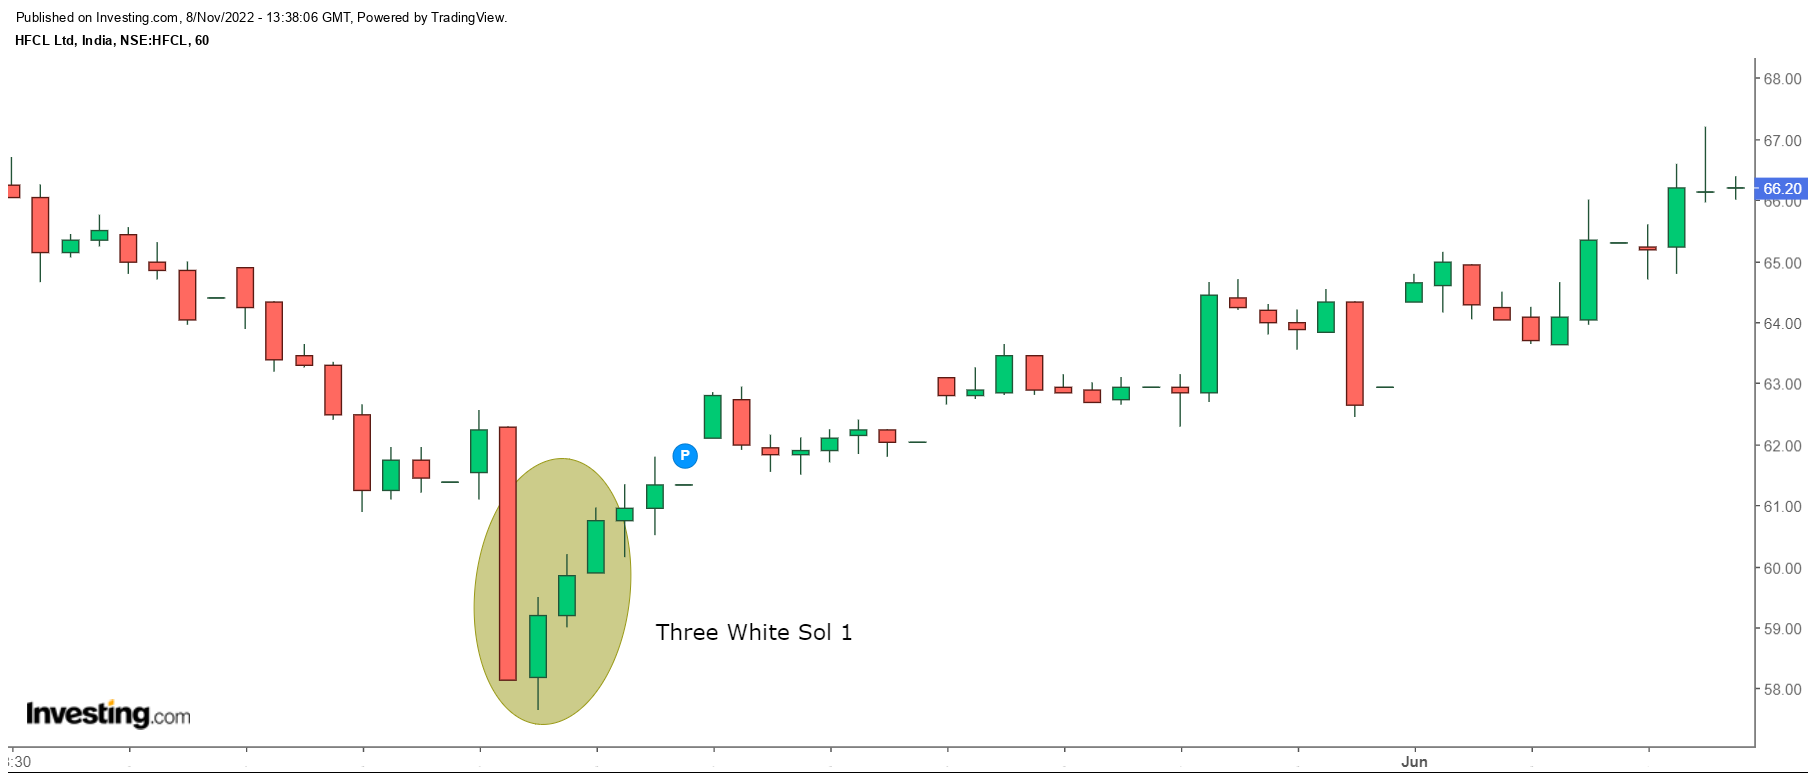 Published on Investing.com, 8/Nov/2022 - 13:38:06 GMT, Powered by TradingView.
HFCL Ltd, India, NSE:HFCL, 60
68.00
67.00
66.20
66.00
65.00
64.00
63.00
62.00
P
61.00
60.00
59.00
Three White Sol 1
58.00
Investing.com
:30
Jun